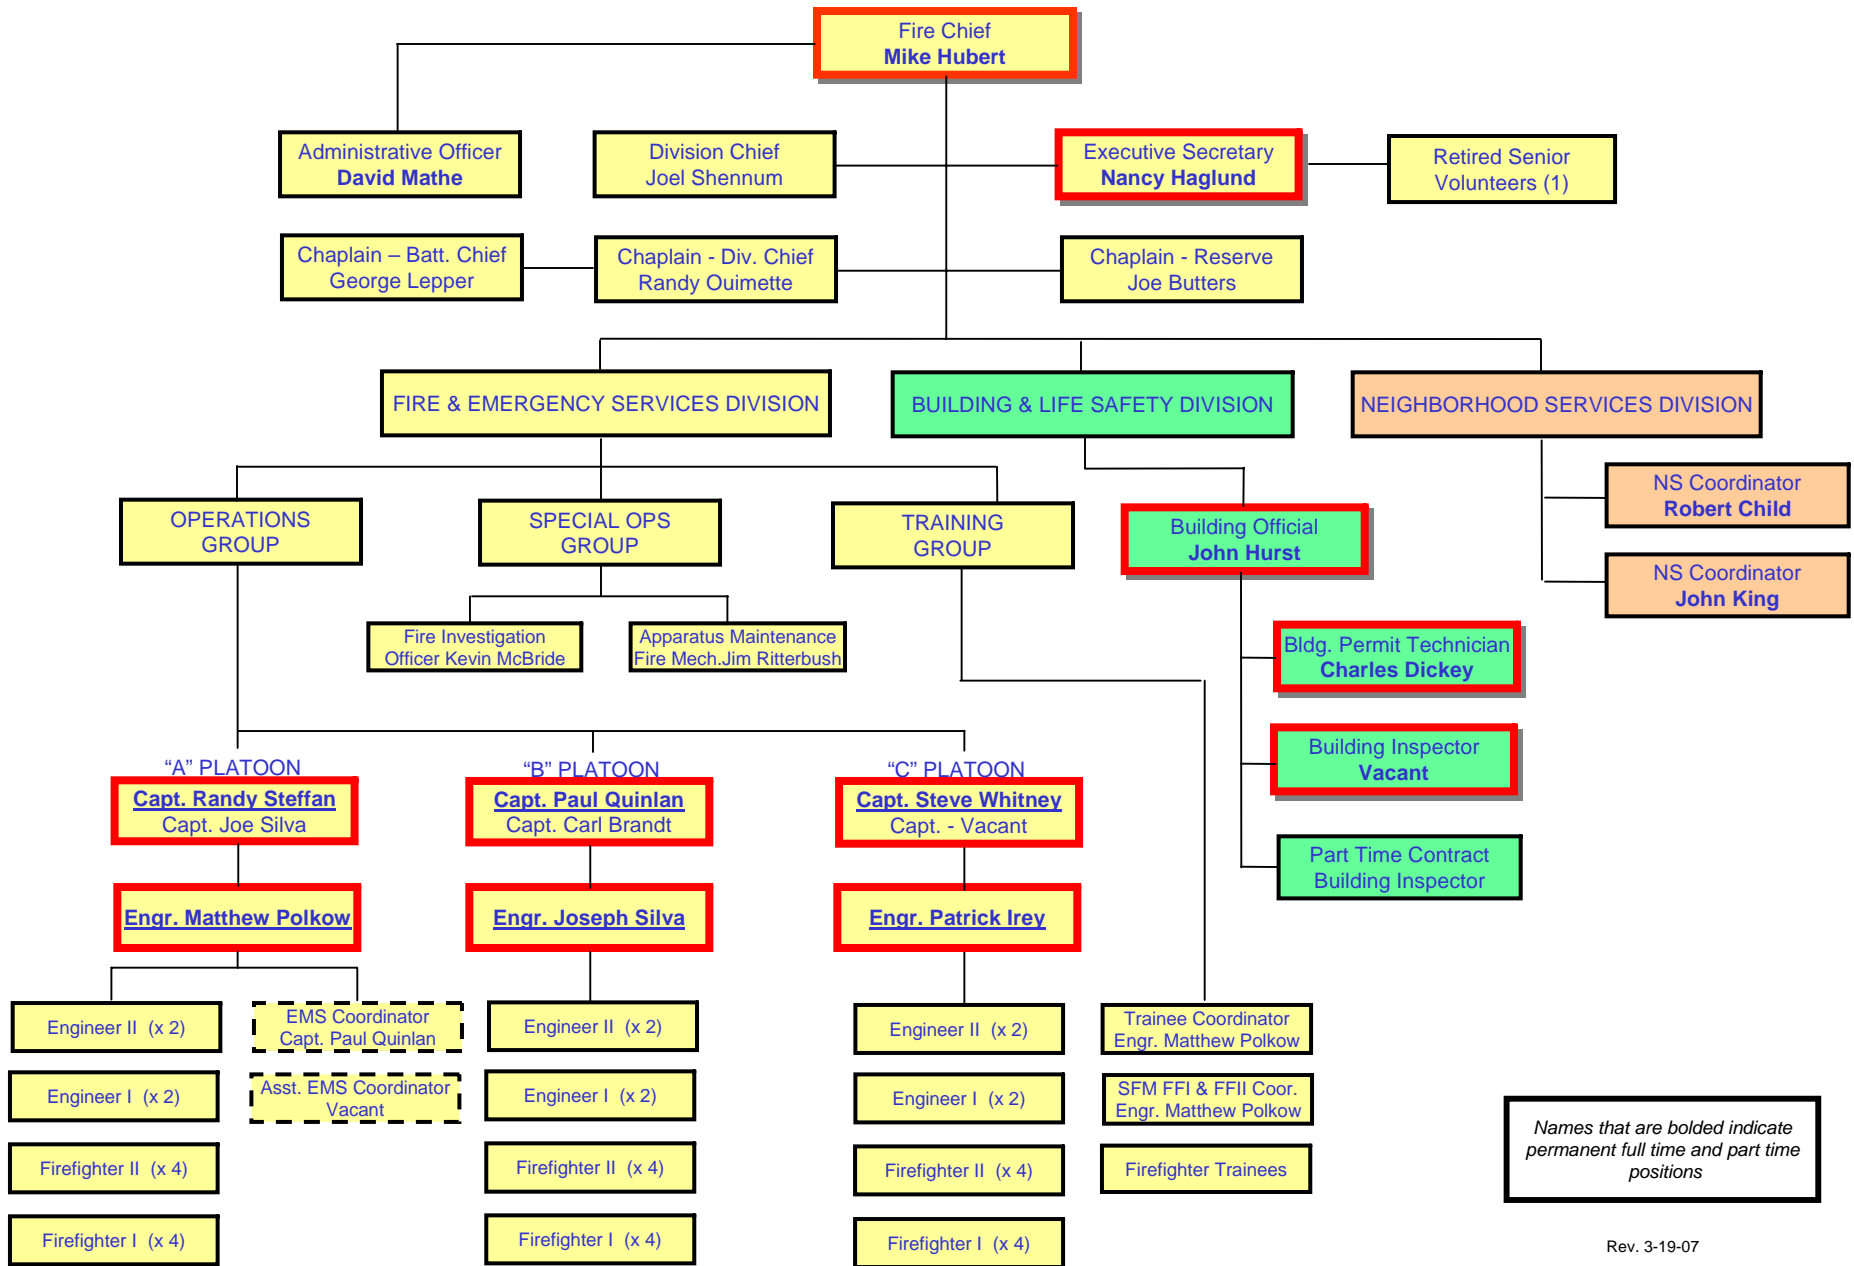 Fire Chief
Mike Hubert
Administrative Officer
David Mathe
Division Chief
Joel Shennum
Executive Secretary
Nancy Haglund
Retired Senior
Volunteers (1)
Chaplain – Batt. Chief
George Lepper
Chaplain - Div. Chief
Randy Ouimette
Chaplain - Reserve
Joe Butters
FIRE & EMERGENCY SERVICES DIVISION
BUILDING & LIFE SAFETY DIVISION
NEIGHBORHOOD SERVICES DIVISION
OPERATIONS
GROUP
SPECIAL OPS
GROUP
TRAINING
GROUP
Building Official
John Hurst
NS Coordinator
Robert Child
NS Coordinator
John King
Fire Investigation
Officer Kevin McBride
Apparatus Maintenance
Fire Mech.Jim Ritterbush
Bldg. Permit Technician
Charles Dickey
Building Inspector
Vacant
Part Time Contract
Building Inspector
“A” PLATOON
Capt. Randy Steffan
Capt. Joe Silva
Engr. Matthew Polkow
“B” PLATOON
Capt. Paul Quinlan
Capt. Carl Brandt
Engr. Joseph Silva
“C” PLATOON
Capt. Steve Whitney
Capt. - Vacant
Engr. Patrick Irey
Engineer II (x 2)
Engineer I (x 2)
Firefighter II (x 4)
Firefighter I (x 4)
EMS Coordinator
Capt. Paul Quinlan
Asst. EMS Coordinator
Vacant
Engineer II (x 2)
Engineer I (x 2)
Firefighter II (x 4)
Firefighter I (x 4)
Engineer II (x 2)
Engineer I (x 2)
Firefighter II (x 4)
Firefighter I (x 4)
Trainee Coordinator
Engr. Matthew Polkow
SFM FFI & FFII Coor.
Engr. Matthew Polkow
Firefighter Trainees
Names that are bolded indicate
permanent full time and part time
positions
Rev. 3-19-07